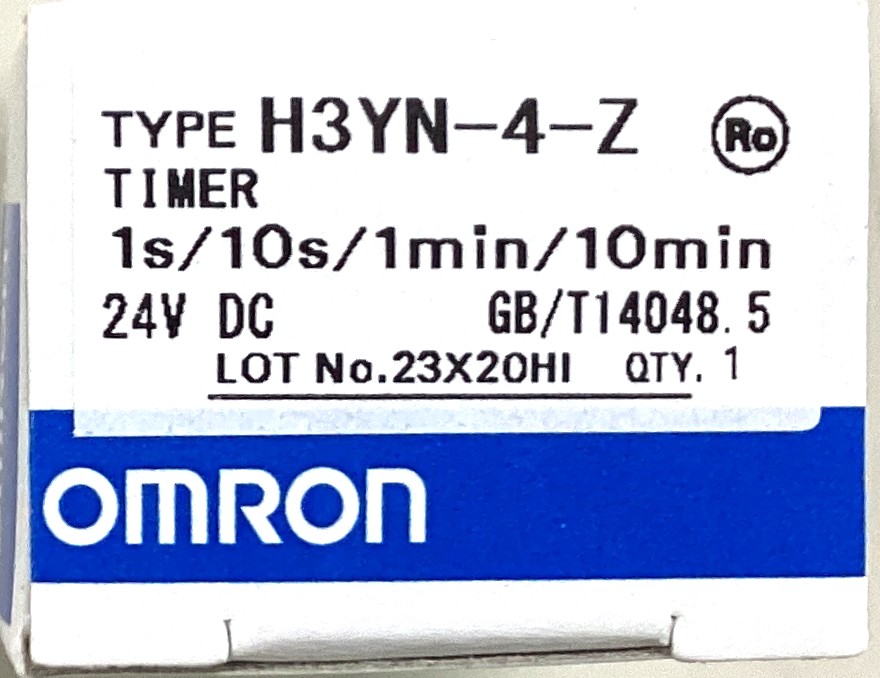 TYPE H3YN-4-Z Ro
TIMER
1s/10s/1min/10min
24V DC GB/T14048.5
LOT No.23X20HI QTY. 1
OMRON